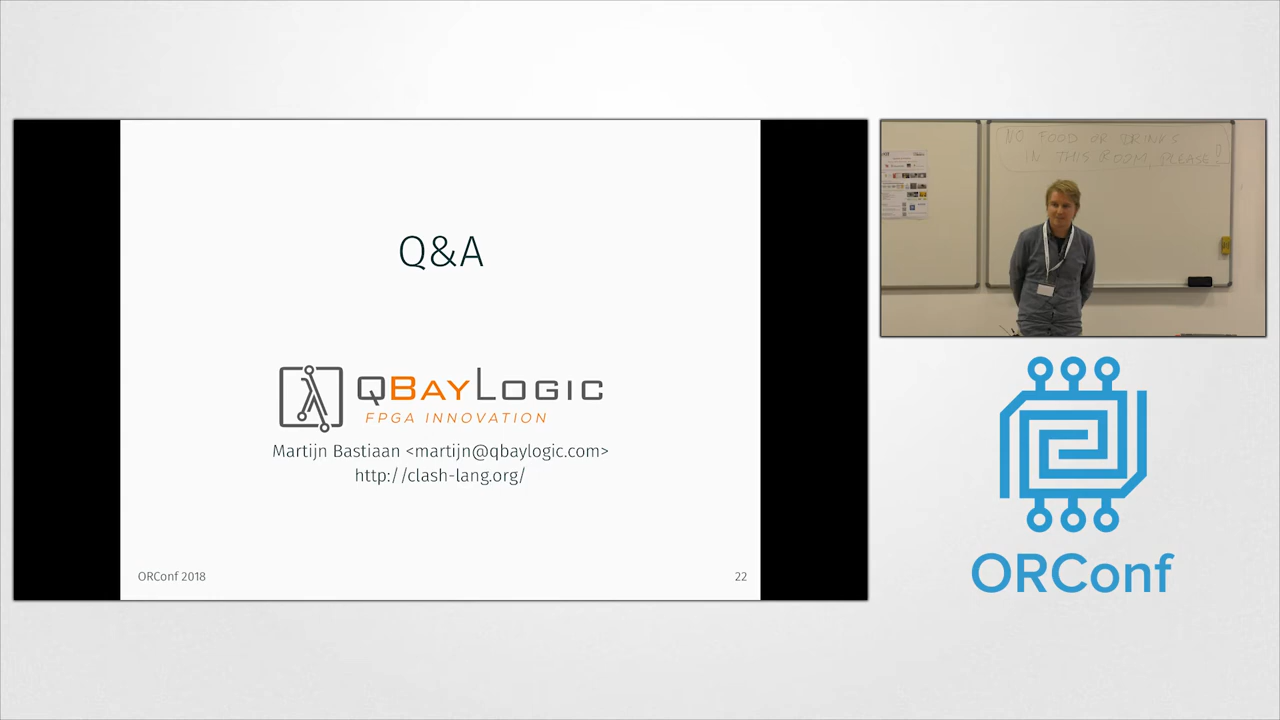 Q&A
QBAYLOGIC
FPGA INNOVATION
Martijn Bastiaan <martijn@qbaylogic.com>
http://clash-lang.org/
ORConf 2018
22
NO FOOD OR DRINKS
IN THIS ROOM, PLEASE!
ORConf